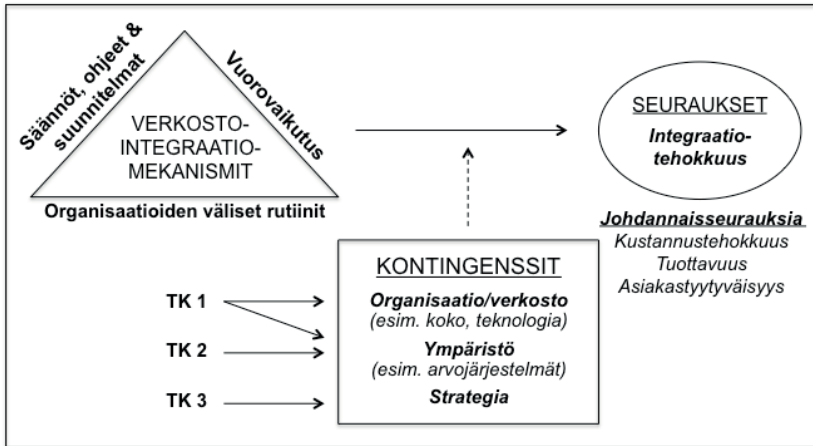 Säännöt, ohjeet &
suunnitelmat
Vuorovaikutus
VERKOSTO-
INTEGRAATIO-
MEKANISMIT
Organisaatioiden väliset rutiinit
SEURAUKSET
Integraatio-
tehokkuus
Johdannaisseurauksia
Kustannustehokkuus
Tuottavuus
Asiakastyytyväisyys
KONTINGENSSIT
TK 1
Organisaatio/verkosto
(esim. koko, teknologia)
TK 2
Ympäristö
(esim. arvojärjestelmät)
TK 3
Strategia